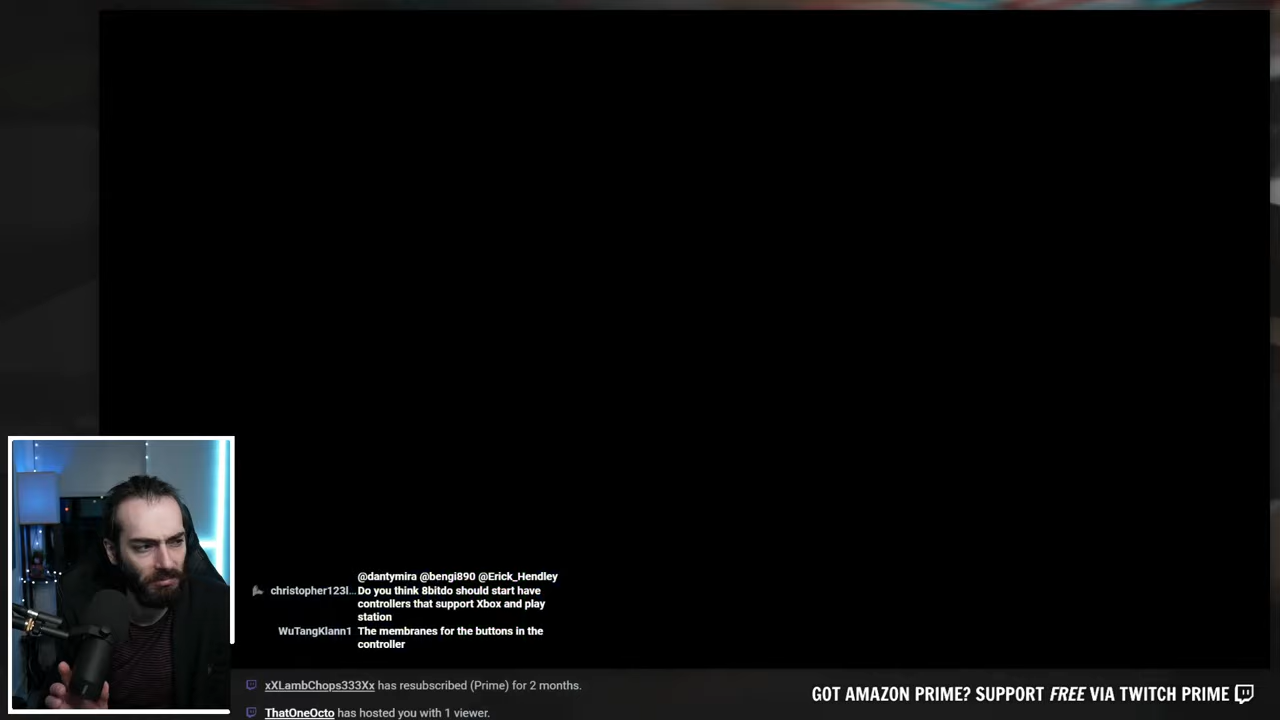 @dantymira @bengi890 @Erick_Hendley
christopher123l... Do you think 8bitdo should start have
controllers that support Xbox and play
station
WuTangKlann1 The membranes for the buttons in the
controller
xXLambChops333Xx has resubscribed (Prime) for 2 months.
ThatOneOcto has hosted you with 1 viewer.
GOT AMAZON PRIME? SUPPORT FREE VIA TWITCH PRIME